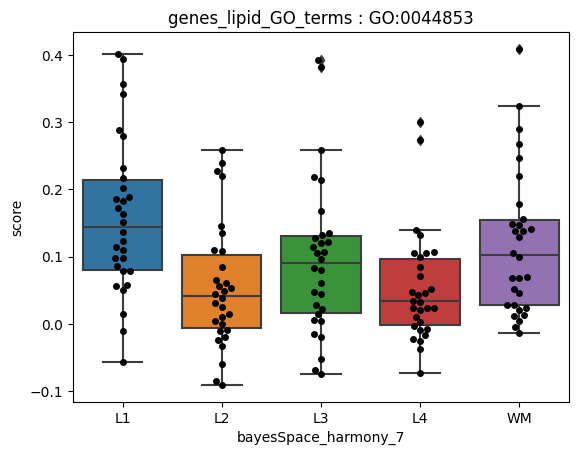 genes_lipid_GO_terms : GO:0044853
0.4
0.3
0.2
0.1
0.0
−0.1
score
L1 L2 L3 L4 WM
bayesSpace_harmony_7